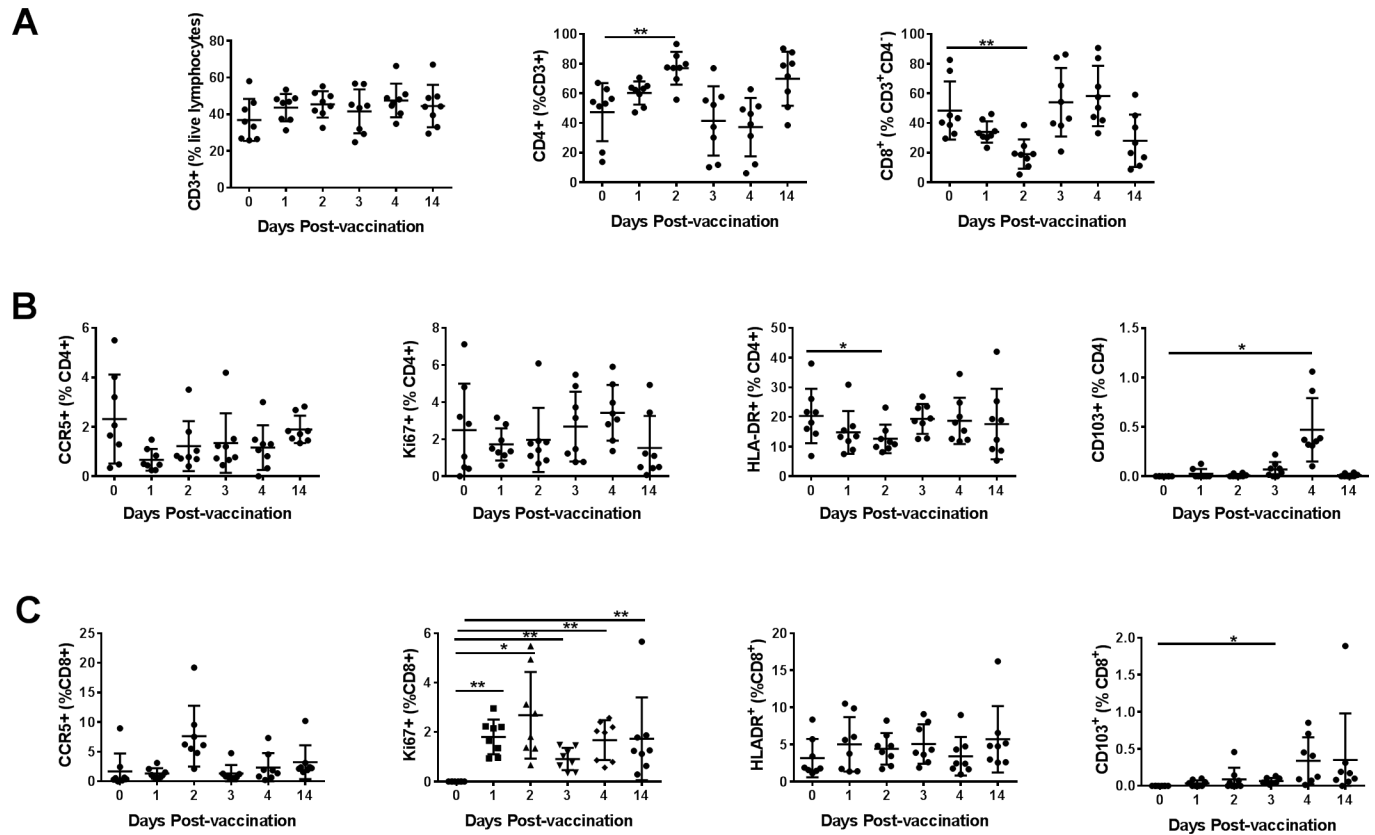 A
CD3+ (% live lymphocytes)
80
60
40
20
0
0 1 2 3 4 14
Days Post-vaccination
CD4+ (%CD3+)
100
80
60
40
20
0
**
0 1 2 3 4 14
Days Post-vaccination
CD8+ (% CD3+CD4-)
100
80
60
40
20
0
**
0 1 2 3 4 14
Days Post-vaccination
B
CCR5+ (% CD4+)
6
4
2
0
0 1 2 3 4 14
Days Post-vaccination
Ki67+ (% CD4+)
8
6
4
2
0
0 1 2 3 4 14
Days Post-vaccination
HLA-DR+ (% CD4+)
50
40
30
20
10
0
*
0 1 2 3 4 14
Days Post-vaccination
CD103+ (% CD4)
1.5
1.0
0.5
0.0
*
0 1 2 3 4 14
Days Post-vaccination
C
CCR5+ (%CD8+)
25
20
15
10
5
0
0 1 2 3 4 14
Days Post-vaccination
Ki67+ (%CD8+)
6
4
2
0
**
**
**
*
**
0 1 2 3 4 14
Days Post-vaccination
HLADR+ (%CD8+)
20
15
10
5
0
0 1 2 3 4 14
Days Post-vaccination
CD103+ (% CD8+)
2.0
1.5
1.0
0.5
0.0
*
0 1 2 3 4 14
Days Post-vaccination